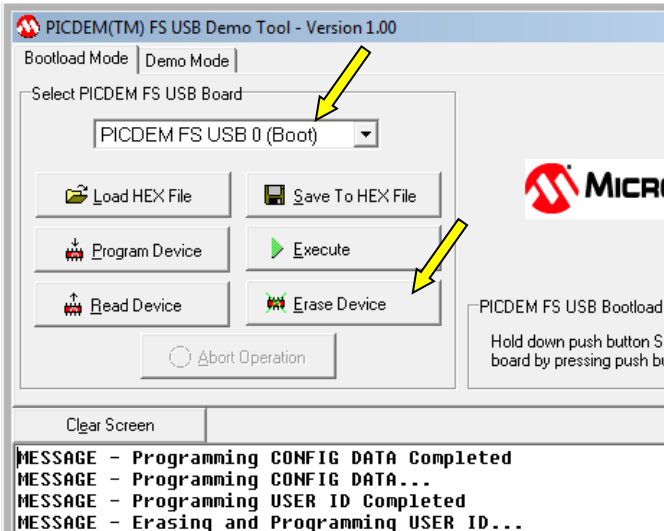 PICDEM(TM) FS USB Demo Tool - Version 1.00
Bootload Mode Demo Mode
Select PICDEM FS USB Board
PICDEM FS USB 0 (Boot)
Load HEX File Save To HEX File
Program Device Execute
Read Device Erase Device
Abort Operation
MICR
PICDEM FS USB Bootload
Hold down push button S
board by pressing push bu
Clear Screen
MESSAGE - Programming CONFIG DATA Completed
MESSAGE - Programming CONFIG DATA...
MESSAGE - Programming USER ID Completed
MESSAGE - Erasing and Programming USER ID...